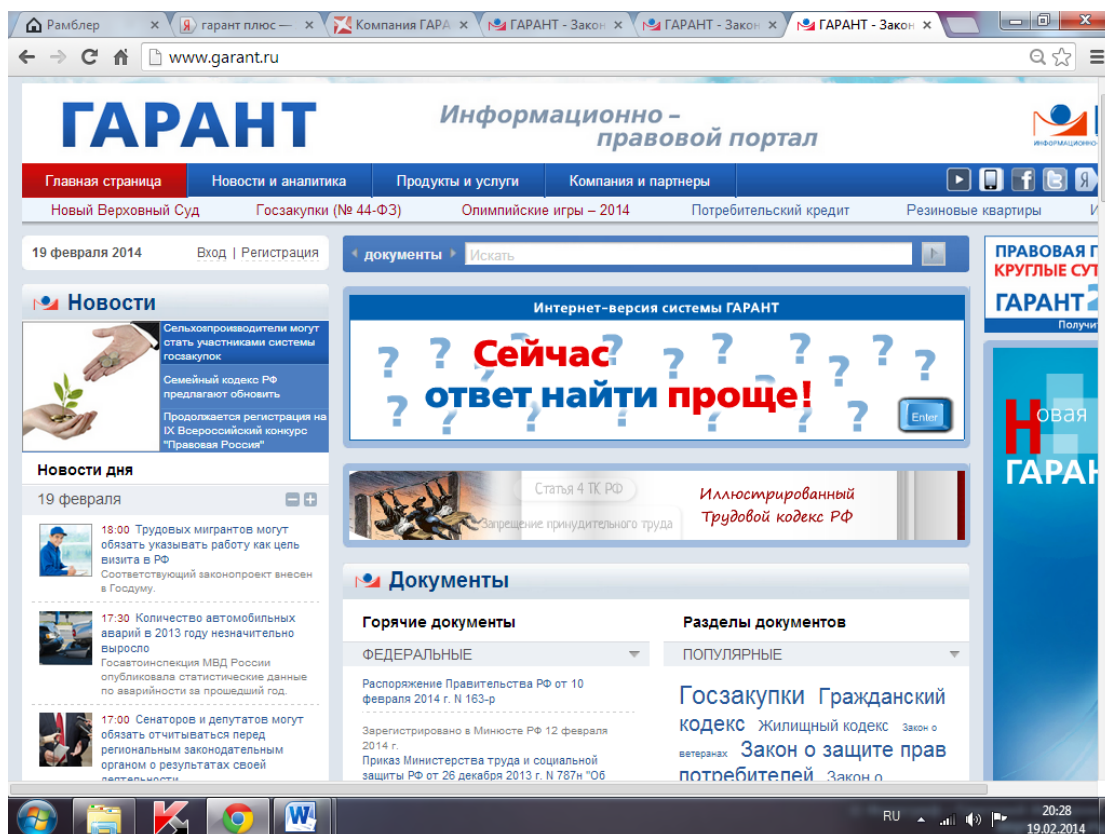 Рамблер
гарант плюс —
Компания ГАРА
ГАРАНТ - Закон
ГАРАНТ - Закон
ГАРАНТ - Закон
www.garant.ru
ГАРАНТ
Информационно –
правовой портал
Главная страница
Новости и аналитика
Продукты и услуги
Компания и партнеры
Новый Верховный Суд
Госзакупки (№ 44-ФЗ)
Олимпийские игры – 2014
Потребительский кредит
Резиновые квартиры
19 февраля 2014
Вход | Регистрация
документы
Искать
ПРАВОВАЯ П
КРУГЛЫЕ СУТ
ГАРАНТ
Получи
Новости
Сельхозпроизводители могут
стать участниками системы
госзакупок
Семейный кодекс РФ
предлагают обновить
Продолжается регистрация на
IX Всероссийский конкурс
"Правовая Россия"
Интернет-версия системы ГАРАНТ
Сейчас
ответ найти проще!
Enter
Новая
ГАРАН
Статья 4 ТК РФ
Запрещение принудительного труда
Иллюстрированный
Трудовой кодекс РФ
Новости дня
19 февраля
18:00 Трудовых мигрантов могут
обязать указывать работу как цель
визита в РФ
Соответствующий законопроект внесен
в Госдуму.
17:30 Количество автомобильных
аварий в 2013 году незначительно
выросло
Госавтоинспекция МВД России
опубликовала статистические данные
по аварийности за прошедший год.
17:00 Сенаторов и депутатов могут
обязать отчитываться перед
региональным законодательным
органом о результатах своей
деятельности
Документы
Горячие документы
ФЕДЕРАЛЬНЫЕ
Распоряжение Правительства РФ от 10
февраля 2014 г. N 163-р
Зарегистрировано в Минюсте РФ 12 февраля
2014 г.
Приказ Министерства труда и социальной
защиты РФ от 26 декабря 2013 г. N 787н "Об
Разделы документов
ПОПУЛЯРНЫЕ
Госзакупки Гражданский
кодекс Жилищный кодекс Закон о
ветеранах Закон о защите прав
потребителей Закон о
RU
20:28
19.02.2014